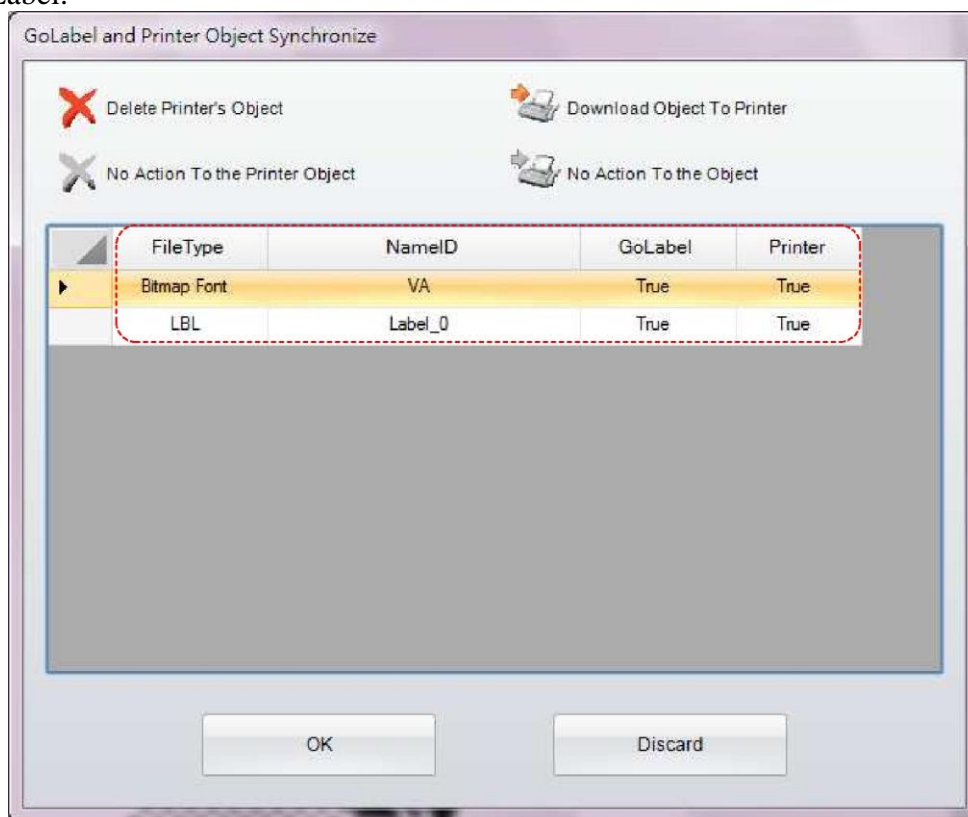 Label.
GoLabel and Printer Object Synchronize
Delete Printer's Object Download Object To Printer
No Action To the Printer Object No Action To the Object
FileType NameID GoLabel Printer
Bitmap Font VA True True
LBL Label_0 True True
OK Discard